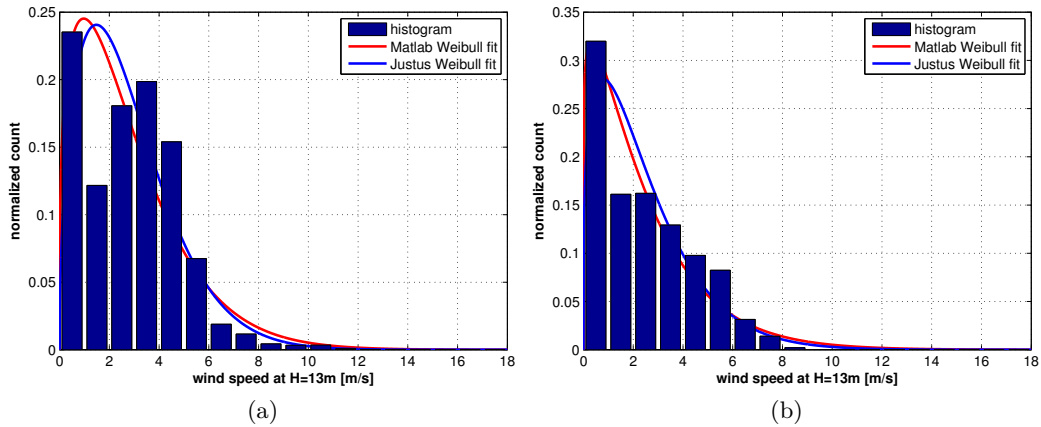 0.25
0.2
0.15
0.1
0.05
0
normalized count
0 2 4 6 8 10 12 14 16 18
wind speed at H=13m [m/s]
histogram
Matlab Weibull fit
Justus Weibull fit
(a)
0.35
0.3
0.25
0.2
0.15
0.1
0.05
0
normalized count
0 2 4 6 8 10 12 14 16 18
wind speed at H=13m [m/s]
histogram
Matlab Weibull fit
Justus Weibull fit
(b)